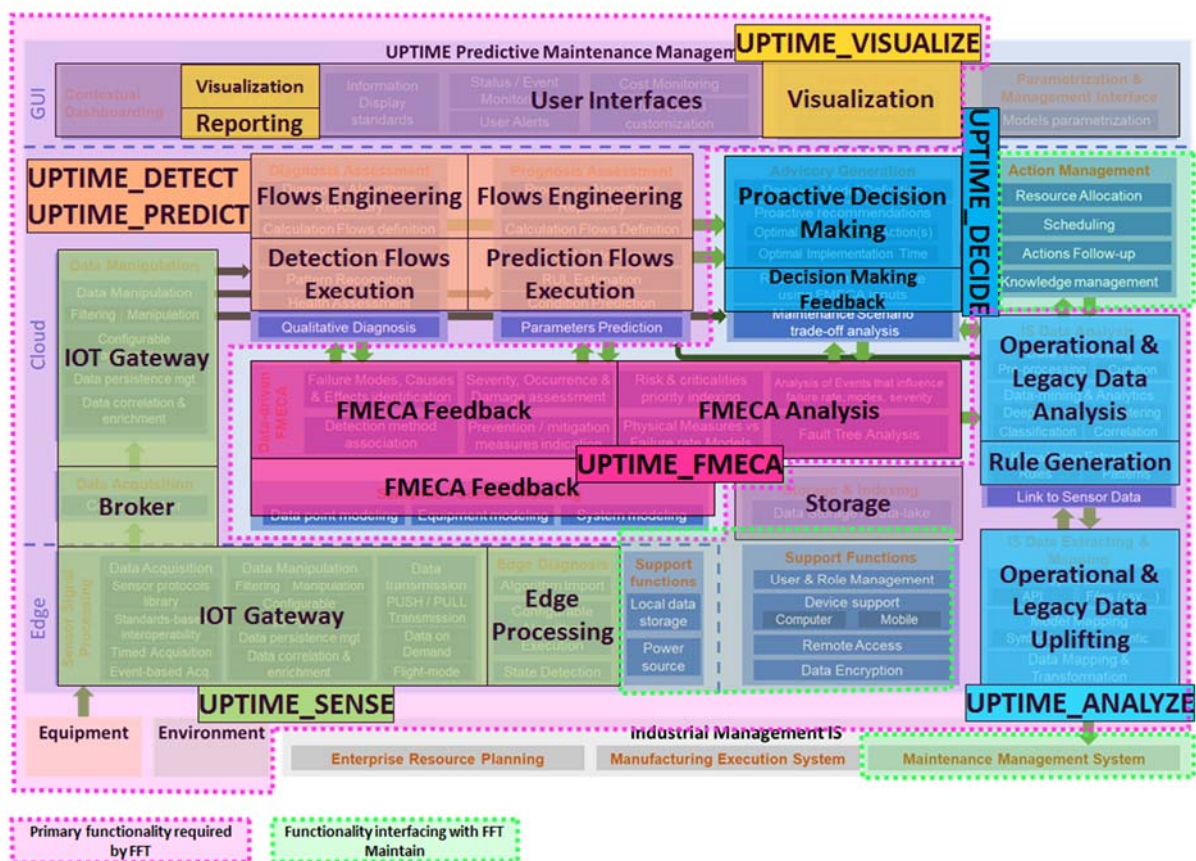 UPTIME Predictive Maintenance Manage
UPTIME_VISUALIZE
GUI
Contextual
Dashboarding
Visualization
Reporting
Information
Display
standards
Status / Event
User Alerts
Cost Monitoring
customization
User Interfaces
Visualization
Parametrization &
Management Interface
Models parametrization
UPTIME_DETECT
UPTIME_PREDICT
Diagnosis Assessment
Flows Engineering
Calculation Flows definition
Detection Flows
Pattern Recognition
Execution
Health Assessment
Qualitative Diagnosis
Prognosis Assessment
Flows Engineering
Calculation Flows Definition
Prediction Flows
RUL Estimation
Execution
Condition Prediction
Parameters Prediction
Advisory Generation
Proactive Decision
Proactive recommendations
Making
Optimal Implementation Time
Decision Making
Feedback
Maintenance Scenario
trade-off analysis
UPTIME_DECIDE
Action Management
Resource Allocation
Scheduling
Actions Follow-up
Knowledge management
Cloud
Data Manipulation
Data Manipulation
Filtering
Manipulation
Configurable
IOT Gateway
Data persistence mgt
Data correlation &
enrichment
Data Acquisition
Broker
Data-driven
FMECA
Failure Modes, Causes
& Effects identification
Severity, Occurrence &
Damage assessment
FMECA Feedback
Detection method
association
Prevention / mitigation
measures indication
Risk & criticalities
priority indexing
Analysis of Events that influence
failure rate, modes, severity
FMECA Analysis
Physical Measures vs
Failure rate Models
Fault Tree Analysis
UPTIME_FMECA
FMECA Feedback
Data point modeling
Equipment modeling
System modeling
IS Data Analysis
Operational &
Legacy Data
Analysis
Classification
Correlation
Rule Generation
Link to Sensor Data
Storage & Indexing
Storage
Edge
Sensor Signal
Processing
Data Acquisition
Sensor protocols
library
Standards-based
interoperability
Timed Acquisition
Event-based Acq.
Data Manipulation
Filtering
Manipulation
Configurable
Data persistence mgt
Data correlation &
enrichment
Data
transmission
PUSH / PULL
Transmission
Data on
Demand
Flight-mode
IOT Gateway
Edge Diagnosis
Algorithm Import
Edge
Configurable
Processing
Execution
State Detection
Support
functions
Local data
storage
Power
source
Support Functions
User & Role Management
Device support
Computer
Mobile
Remote Access
Data Encryption
IS Data Extracting &
Operational &
Legacy Data
Model Mapping
Uplifting
Data Mapping &
Transformation
UPTIME_SENSE
UPTIME_ANALYZE
Equipment
Environment
Industrial Management IS
Enterprise Resource Planning
Manufacturing Execution System
Maintenance Management System
Primary functionality required
by FFT
Functionality interfacing with FFT
Maintain